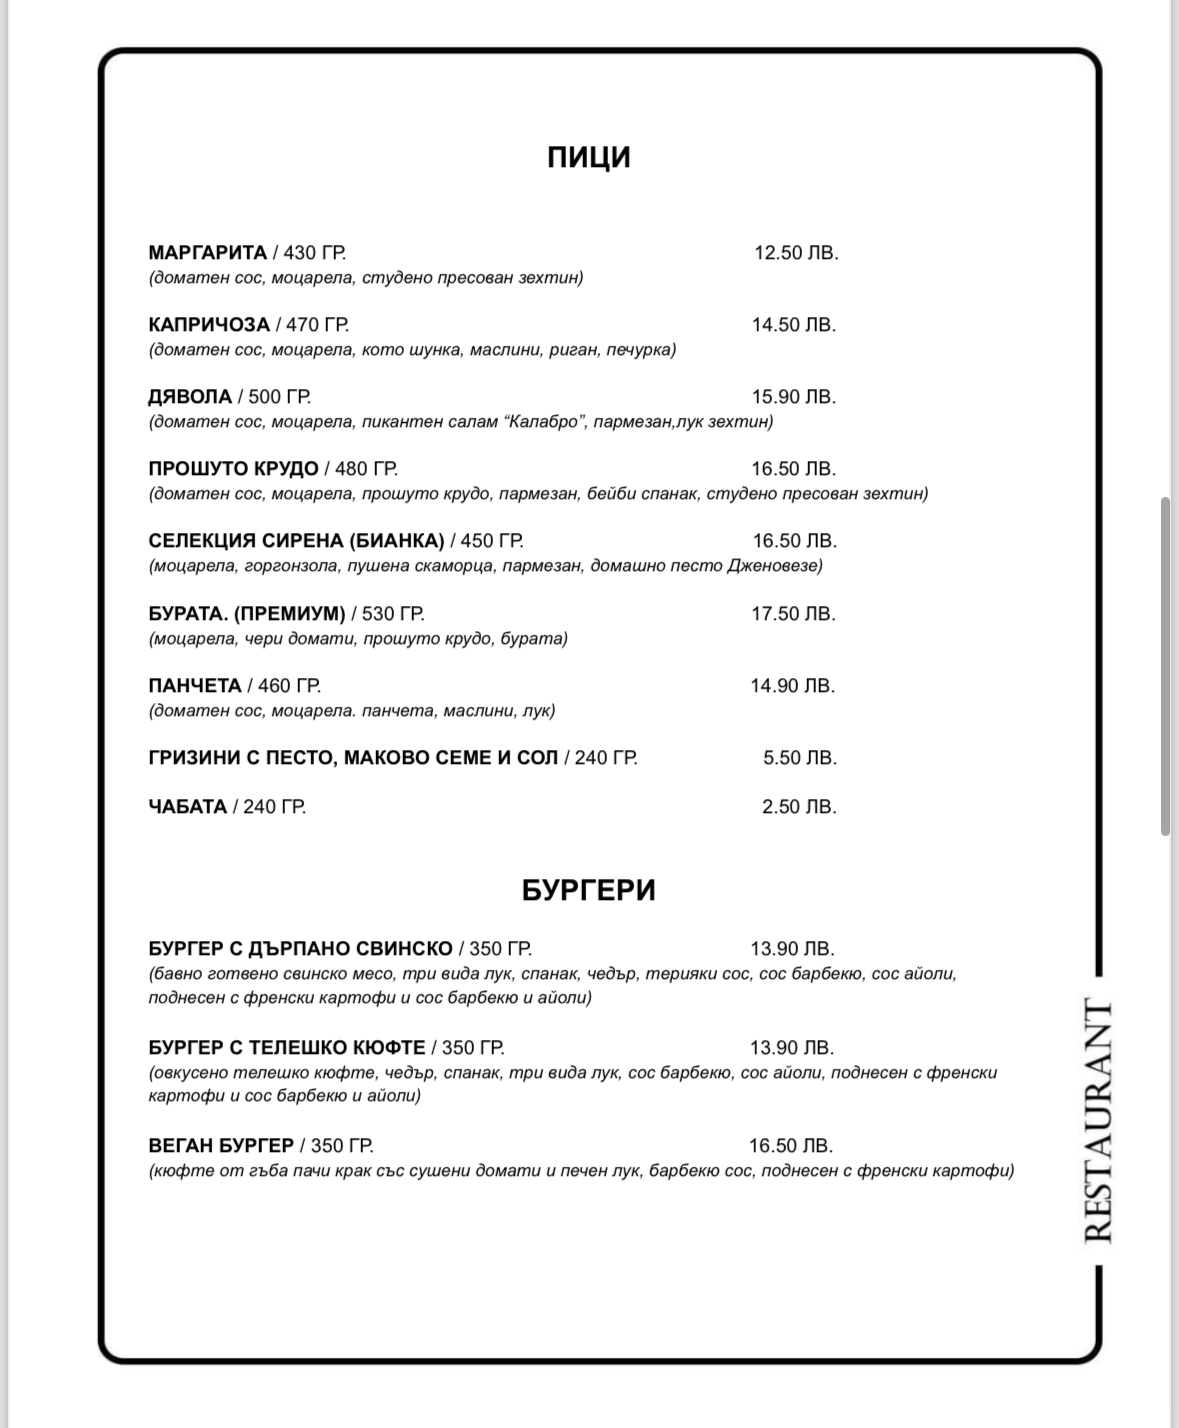 ПИЦИ
МАРГАРИТА / 430 ГР. 12.50 ЛВ.
(доматен сос, моцарела, студено пресован зехтин)
КАПРИЧОЗА / 470 ГР. 14.50 ЛВ.
(доматен сос, моцарела, кото шунка, маслини, риган, печурка)
ДЯВОЛА / 500 ГР. 15.90 ЛВ.
(доматен сос, моцарела, пикантен салам “Калабро”, пармезан,лук зехтин)
ПРОШУТО КРУДО / 480 ГР. 16.50 ЛВ.
(доматен сос, моцарела, прошуто крудо, пармезан, бейби спанак, студено пресован зехтин)
СЕЛЕКЦИЯ СИРЕНА (БИАНКА) / 450 ГР. 16.50 ЛВ.
(моцарела, горгонзола, пушена скаморца, пармезан, домашно песто Дженовезе)
БУРАТА. (ПРЕМИУМ) / 530 ГР. 17.50 ЛВ.
(моцарела, чери домати, прошуто крудо, бурата)
ПАНЧЕТА / 460 ГР. 14.90 ЛВ.
(доматен сос, моцарела. панчета, маслини, лук)
ГРИЗИНИ С ПЕСТО, МАКОВО СЕМЕ И СОЛ / 240 ГР. 5.50 ЛВ.
ЧАБАТА / 240 ГР. 2.50 ЛВ.
БУРГЕРИ
БУРГЕР С ДЪРПАНО СВИНСКО / 350 ГР. 13.90 ЛВ.
(бавно готвено свинско месо, три вида лук, спанак, чедър, терияки сос, сос барбекю, сос айоли,
поднесен с френски картофи и сос барбекю и айоли)
БУРГЕР С ТЕЛЕШКО КЮФТЕ / 350 ГР. 13.90 ЛВ.
(овкусено телешко кюфте, чедър, спанак, три вида лук, сос барбекю, сос айоли, поднесен с френски
картофи и сос барбекю и айоли)
ВЕГАН БУРГЕР / 350 ГР. 16.50 ЛВ.
(кюфте от гъба пачи крак със сушени домати и печен лук, барбекю сос, поднесен с френски картофи)
RESTAURANT